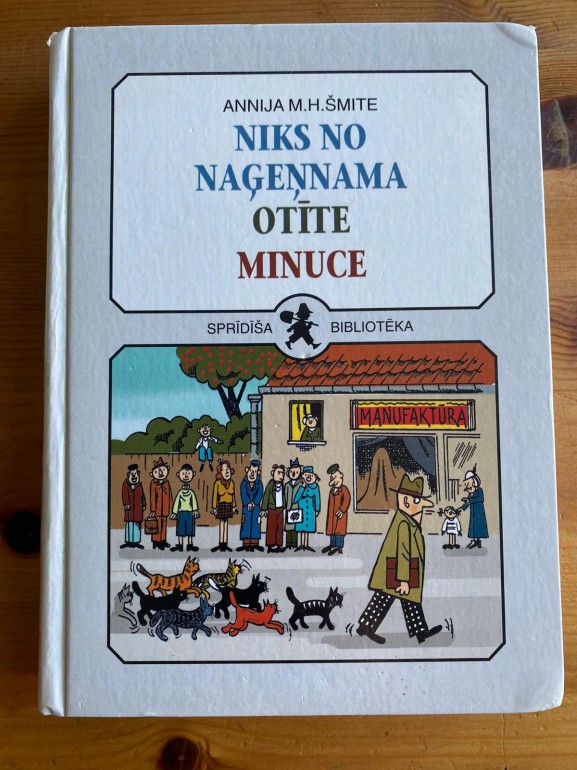 ANNIJA M.H.ŠMITE
NIKS NO
NAĢEŅNAMA
OTĪTE
MINUCE
SPRĪDĪŠA BIBLIOTĒKA
MANUFAKTŪRA